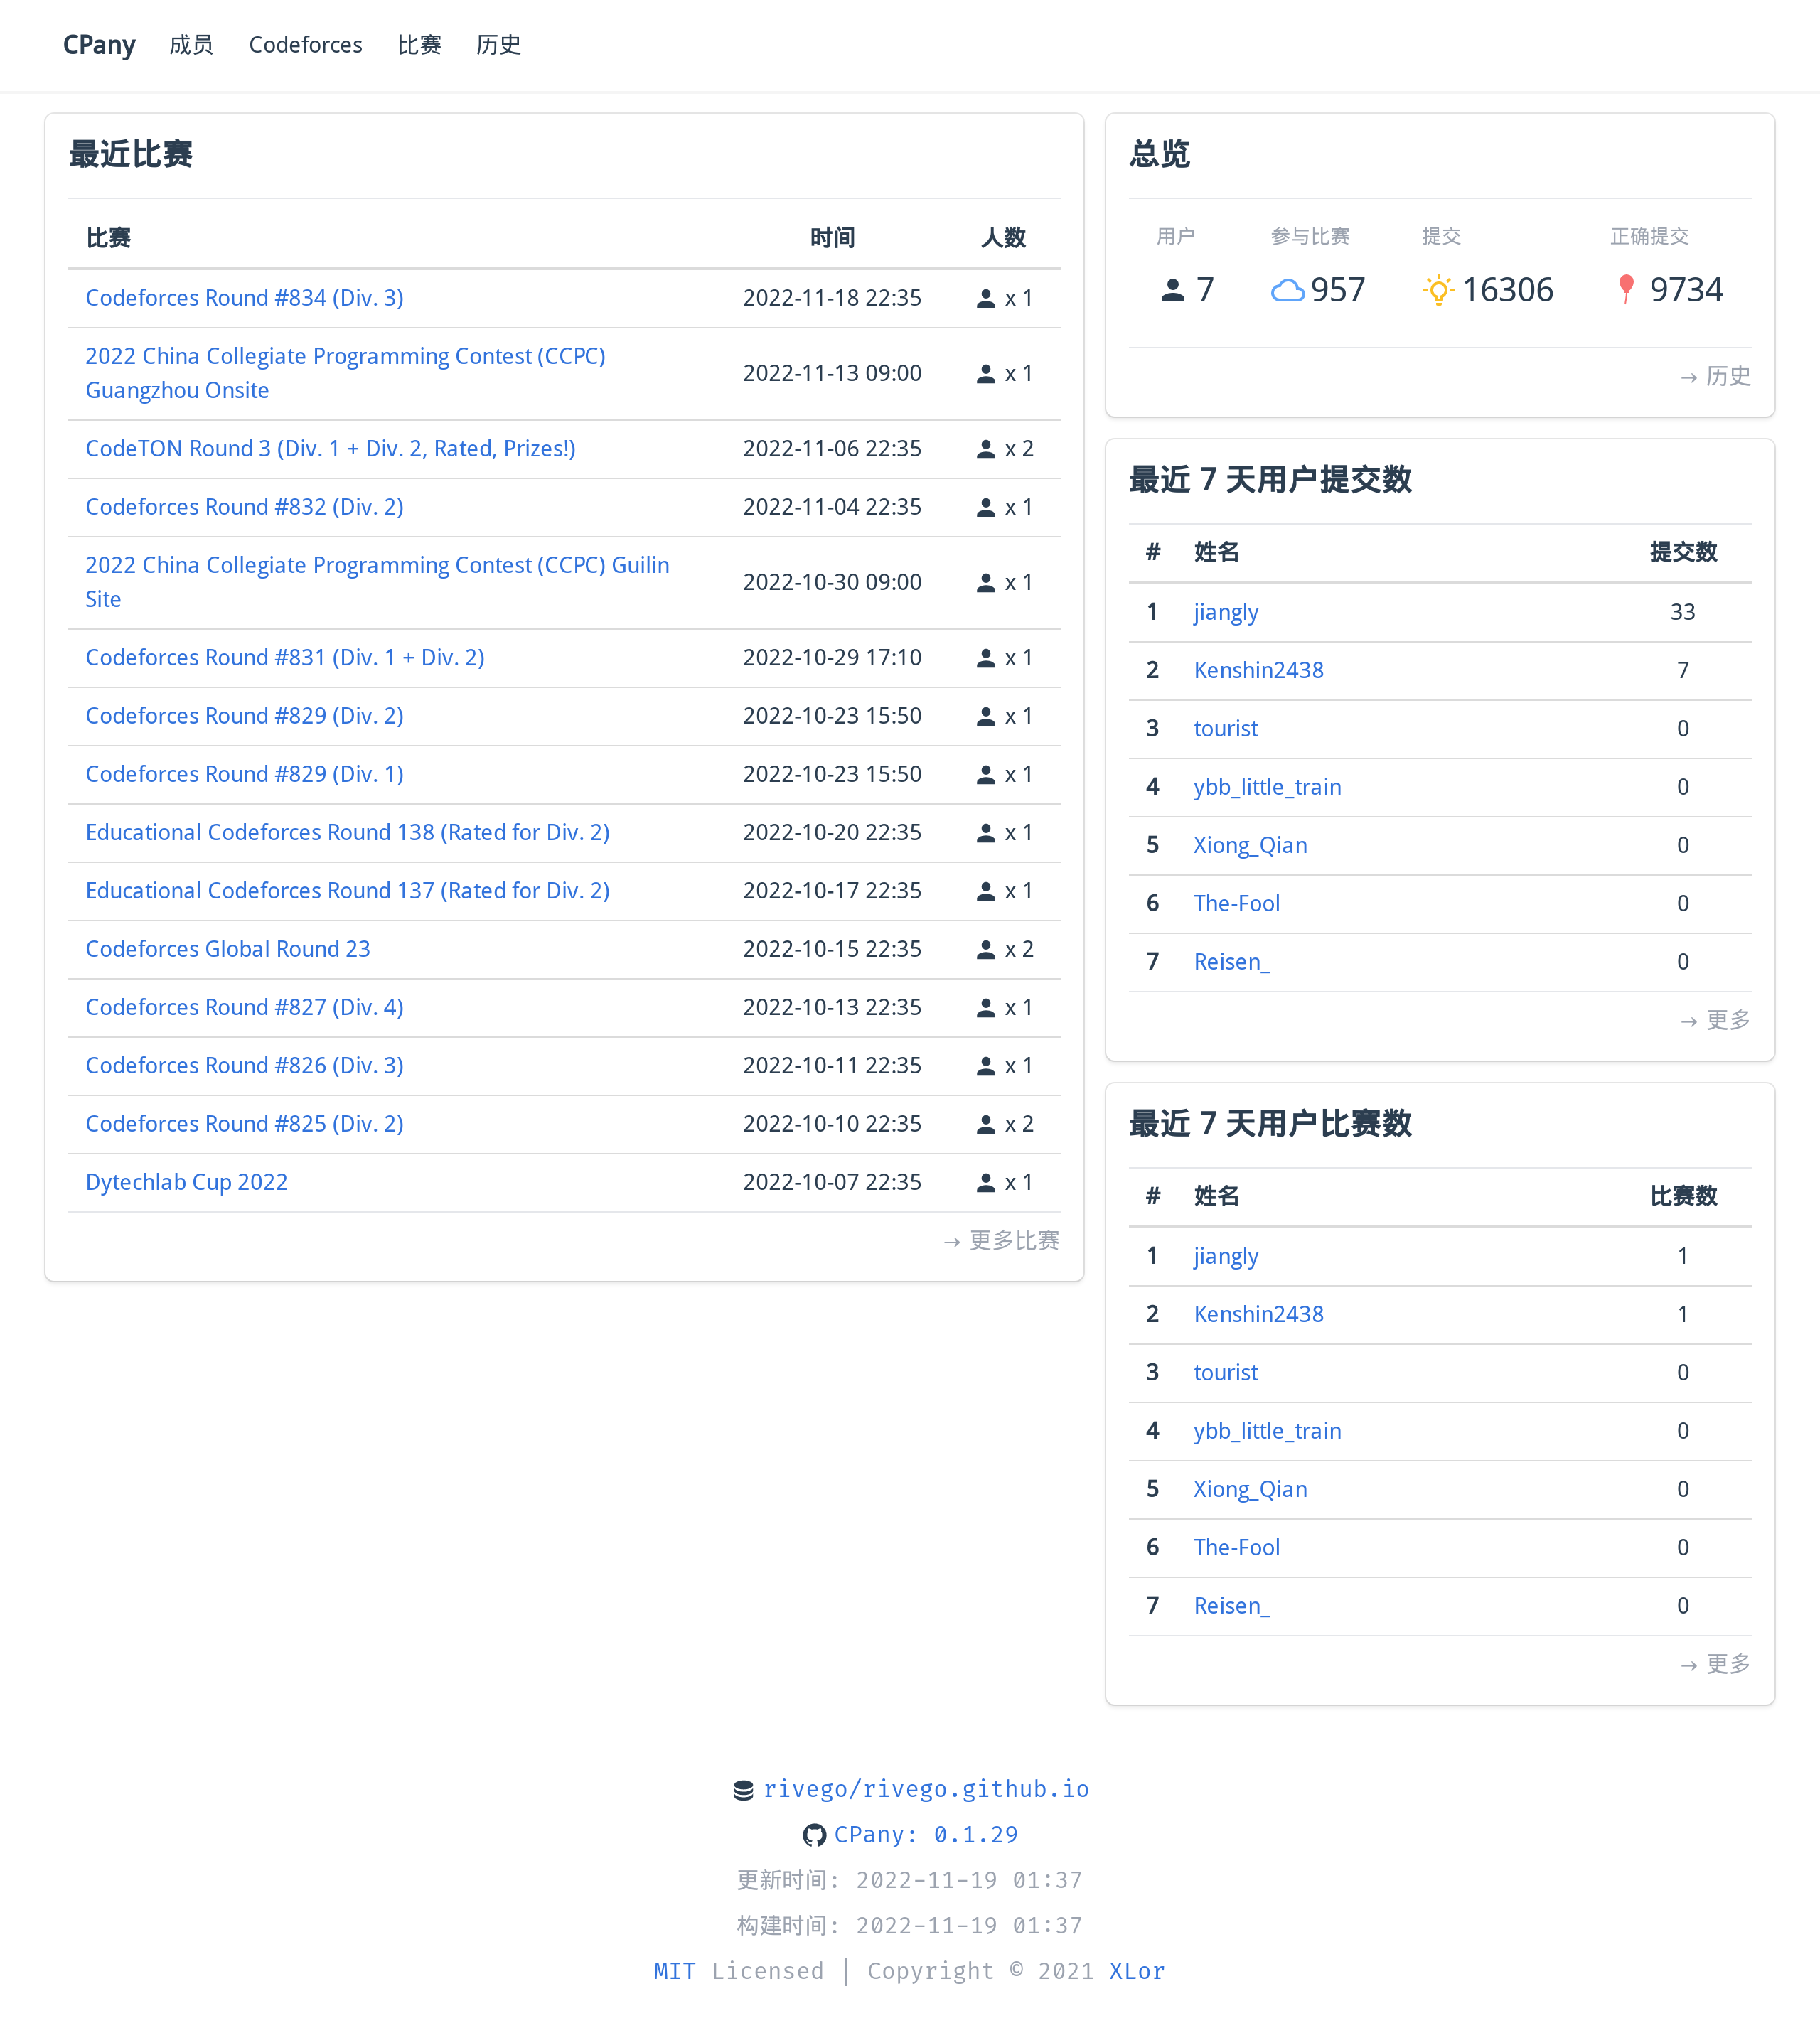 CPany 成员 Codeforces 比赛 历史
最近比赛
比赛 时间 人数
Codeforces Round #834 (Div. 3) 2022-11-18 22:35 x 1
2022 China Collegiate Programming Contest (CCPC)
Guangzhou Onsite 2022-11-13 09:00 x 1
CodeTON Round 3 (Div. 1 + Div. 2, Rated, Prizes!) 2022-11-06 22:35 x 2
Codeforces Round #832 (Div. 2) 2022-11-04 22:35 x 1
2022 China Collegiate Programming Contest (CCPC) Guilin
Site 2022-10-30 09:00 x 1
Codeforces Round #831 (Div. 1 + Div. 2) 2022-10-29 17:10 x 1
Codeforces Round #829 (Div. 2) 2022-10-23 15:50 x 1
Codeforces Round #829 (Div. 1) 2022-10-23 15:50 x 1
Educational Codeforces Round 138 (Rated for Div. 2) 2022-10-20 22:35 x 1
Educational Codeforces Round 137 (Rated for Div. 2) 2022-10-17 22:35 x 1
Codeforces Global Round 23 2022-10-15 22:35 x 2
Codeforces Round #827 (Div. 4) 2022-10-13 22:35 x 1
Codeforces Round #826 (Div. 3) 2022-10-11 22:35 x 1
Codeforces Round #825 (Div. 2) 2022-10-10 22:35 x 2
Dytechlab Cup 2022 2022-10-07 22:35 x 1
→ 更多比赛
总览
用户 参与比赛 提交 正确提交
7 957 16306 9734
→ 历史
最近 7 天用户提交数
# 姓名 提交数
1 jiangly 33
2 Kenshin2438 7
3 tourist 0
4 ybb_little_train 0
5 Xiong_Qian 0
6 The-Fool 0
7 Reisen_ 0
→ 更多
最近 7 天用户比赛数
# 姓名 比赛数
1 jiangly 1
2 Kenshin2438 1
3 tourist 0
4 ybb_little_train 0
5 Xiong_Qian 0
6 The-Fool 0
7 Reisen_ 0
→ 更多
rivego/rivego.github.io
CPany: 0.1.29
更新时间: 2022-11-19 01:37
构建时间: 2022-11-19 01:37
MIT Licensed | Copyright © 2021 XLor